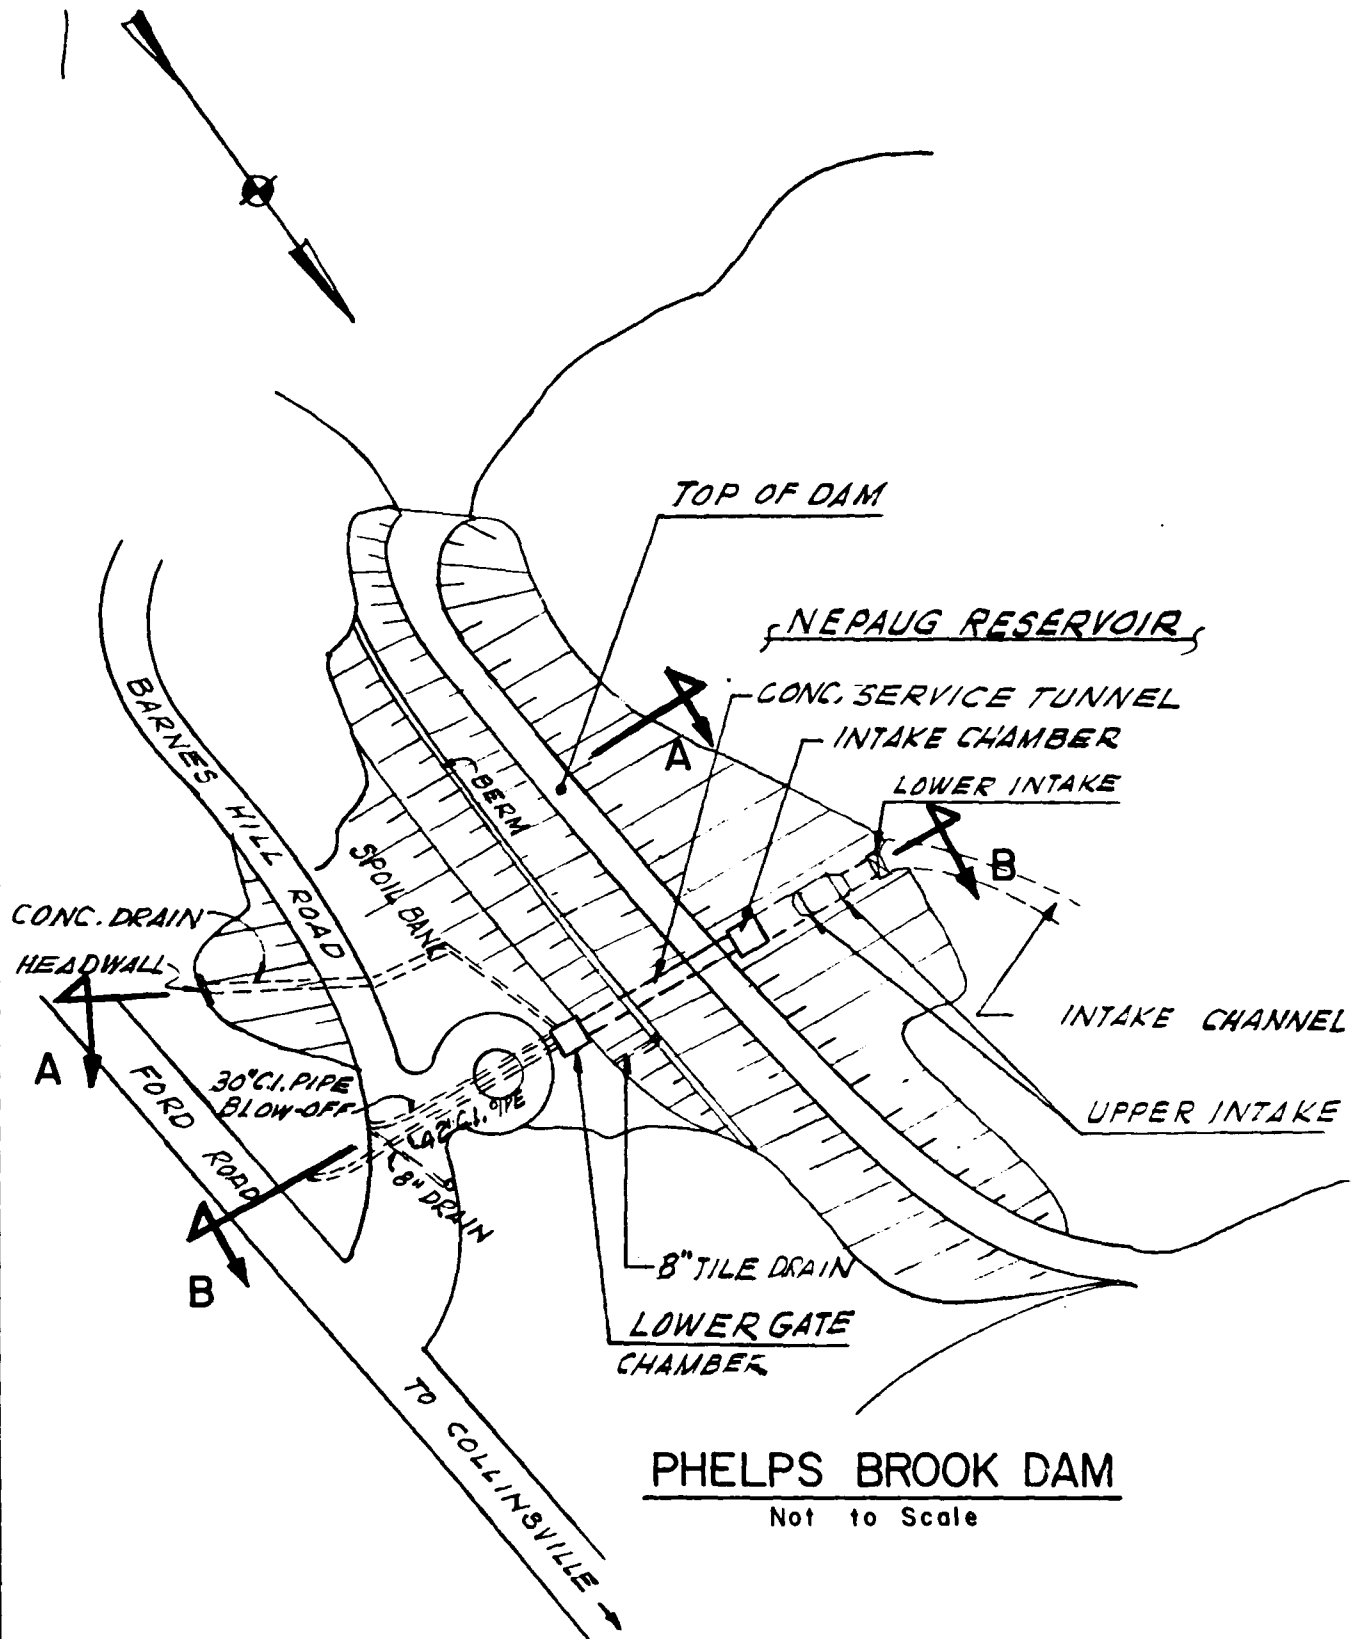 TOP OF DAM
NEPAUG RESERVOIR
CONC. SERVICE TUNNEL
INTAKE CHAMBER
LOWER INTAKE
A
B
BARNES HILL ROAD
BERM
SPOIL BANK
CONC. DRAIN
HEADWALL
INTAKE CHANNEL
A
FORD ROAD
30" C.I. PIPE
BLOW-OFF
42" C.I. PIPE
UPPER INTAKE
8" DRAIN
B
8" TILE DRAIN
LOWER GATE
CHAMBER
TO COLLINSVILLE
PHELPS BROOK DAM
Not to Scale